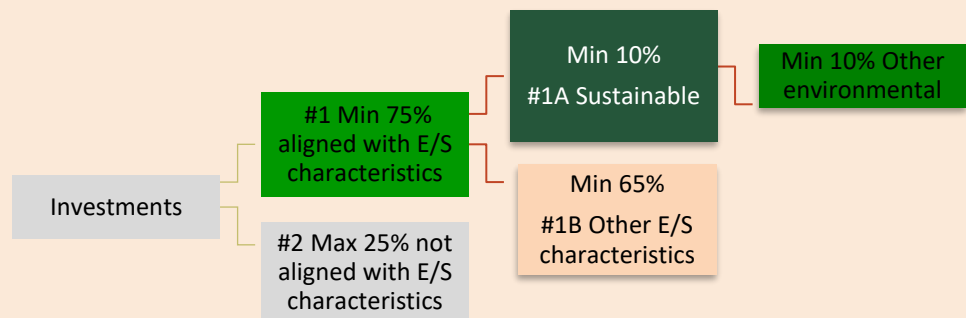 Investments
#1 Min 75%
aligned with E/S
characteristics
#2 Max 25% not
aligned with E/S
characteristics
Min 10%
#1A Sustainable
Min 65%
#1B Other E/S
characteristics
Min 10% Other
environmental